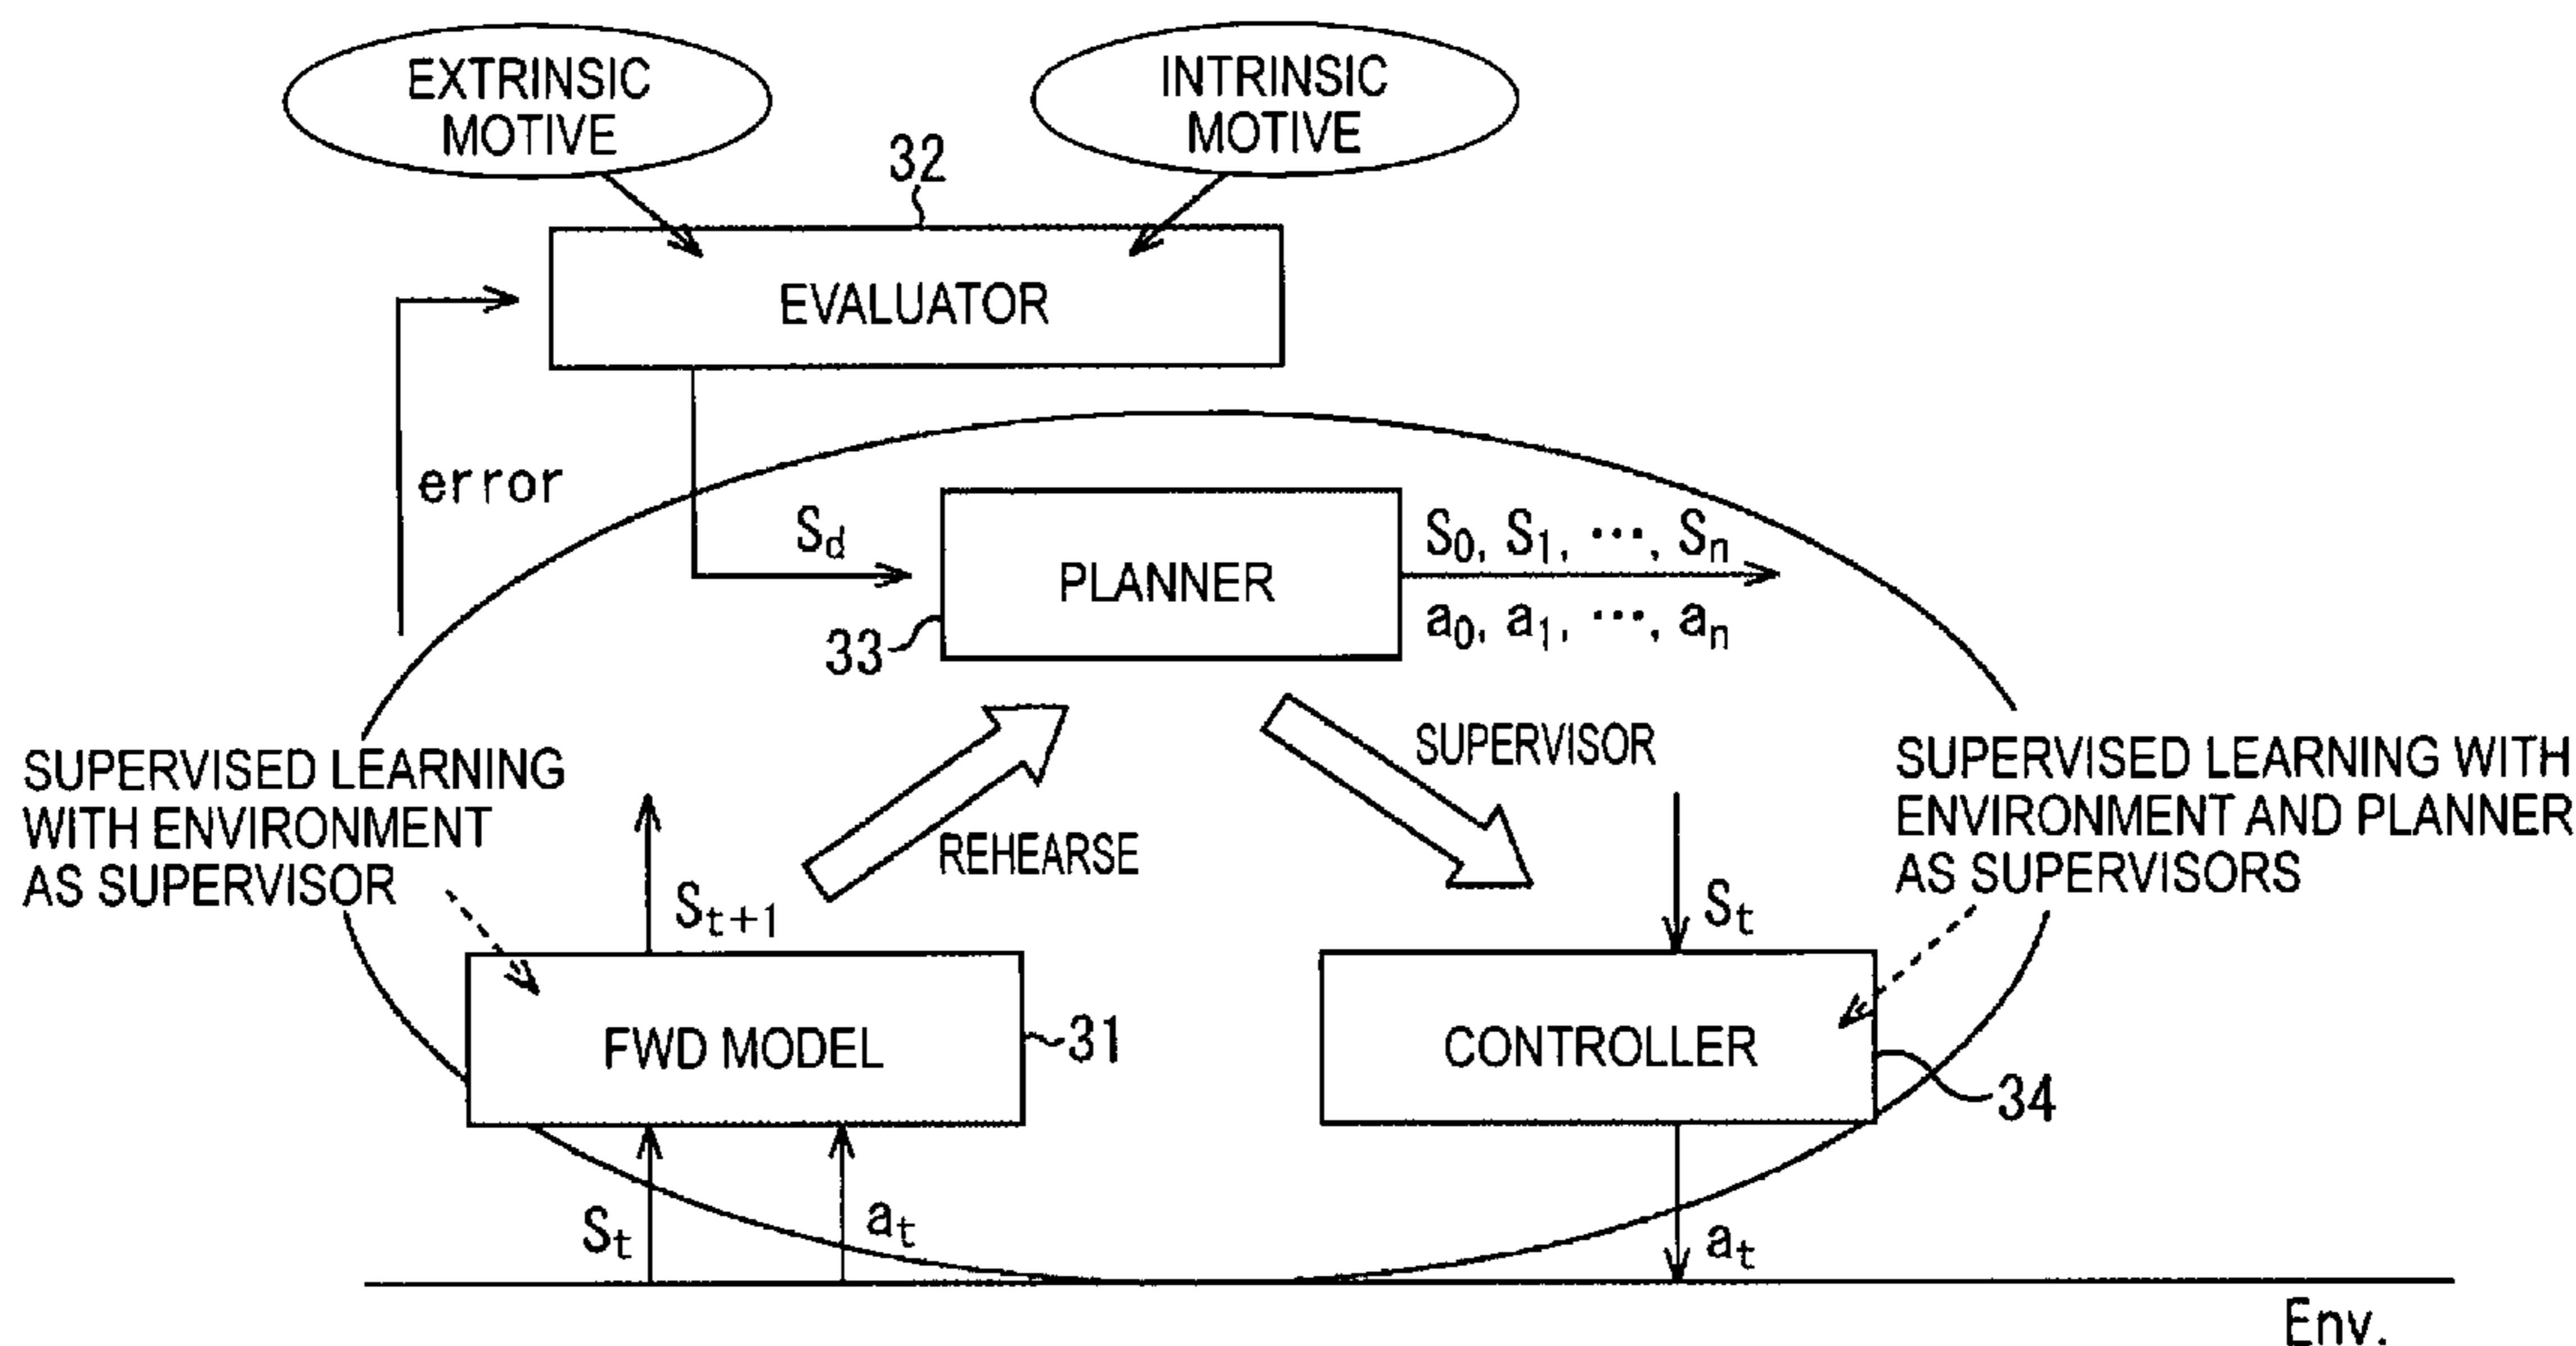 EXTRINSIC
MOTIVE
INTRINSIC
MOTIVE
32
EVALUATOR
error
Sd
PLANNER
33
S0, S1, ···, Sn
a0, a1, ···, an
SUPERVISOR
REHEARSE
SUPERVISED LEARNING
WITH ENVIRONMENT
AS SUPERVISOR
SUPERVISED LEARNING WITH
ENVIRONMENT AND PLANNER
AS SUPERVISORS
St+1
St
FWD MODEL
31
CONTROLLER
34
St
at
at
Env.